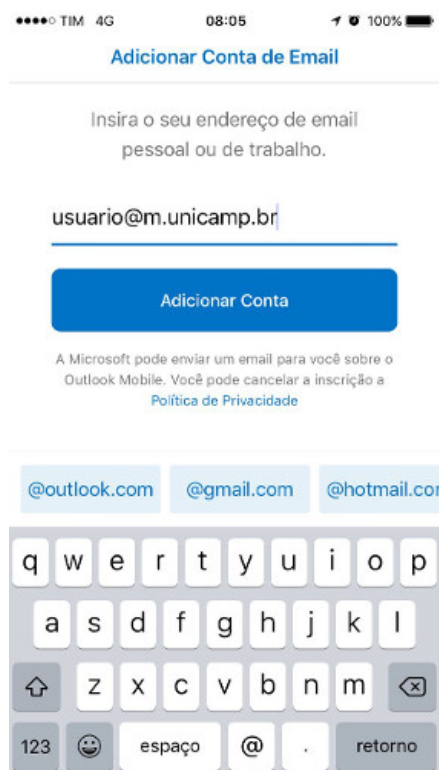 TIM 4G 08:05 100%
Adicionar Conta de Email
Insira o seu endereço de email
pessoal ou de trabalho.
usuario@m.unicamp.br
Adicionar Conta
A Microsoft pode enviar um email para você sobre o
Outlook Mobile. Você pode cancelar a inscrição a
Política de Privacidade
@outlook.com @gmail.com @hotmail.com
q w e r t y u i o p
a s d f g h j k l
z x c v b n m
123 espaço @ . retorno